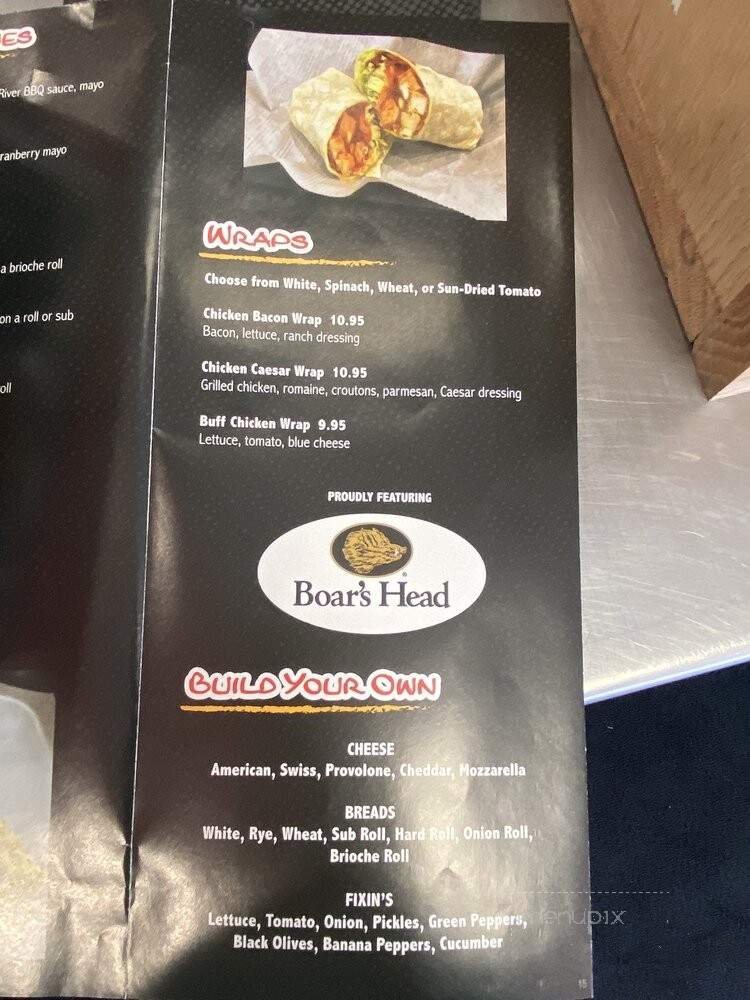 ES
River BBQ sauce, mayo
ranberry mayo
a brioche roll
on a roll or sub
oll
WRAPS
Choose from White, Spinach, Wheat, or Sun-Dried Tomato
Chicken Bacon Wrap 10.95
Bacon, lettuce, ranch dressing
Chicken Caesar Wrap 10.95
Grilled chicken, romaine, croutons, parmesan, Caesar dressing
Buff Chicken Wrap 9.95
Lettuce, tomato, blue cheese
PROUDLY FEATURING
Boar's Head
BUILD YOUR OWN
CHEESE
American, Swiss, Provolone, Cheddar, Mozzarella
BREADS
White, Rye, Wheat, Sub Roll, Hard Roll, Onion Roll,
Brioche Roll
FIXIN'S
Lettuce, Tomato, Onion, Pickles, Green Peppers,
Black Olives, Banana Peppers, Cucumber
menupix
15